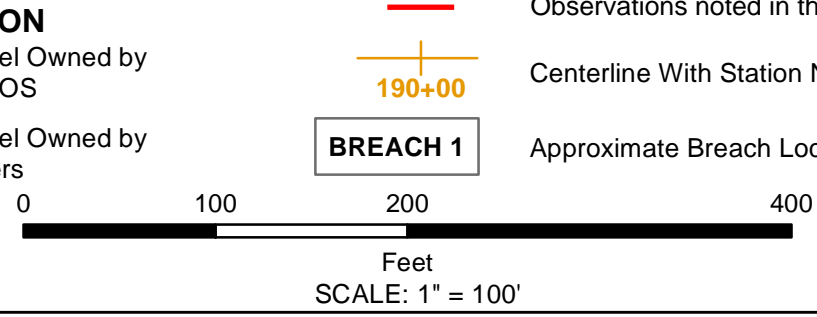 ON
el Owned by
OS
el Owned by
ers
Observations noted in th
190+00
Centerline With Station N
BREACH 1
Approximate Breach Loc
0 100 200 400
Feet
SCALE: 1" = 100'